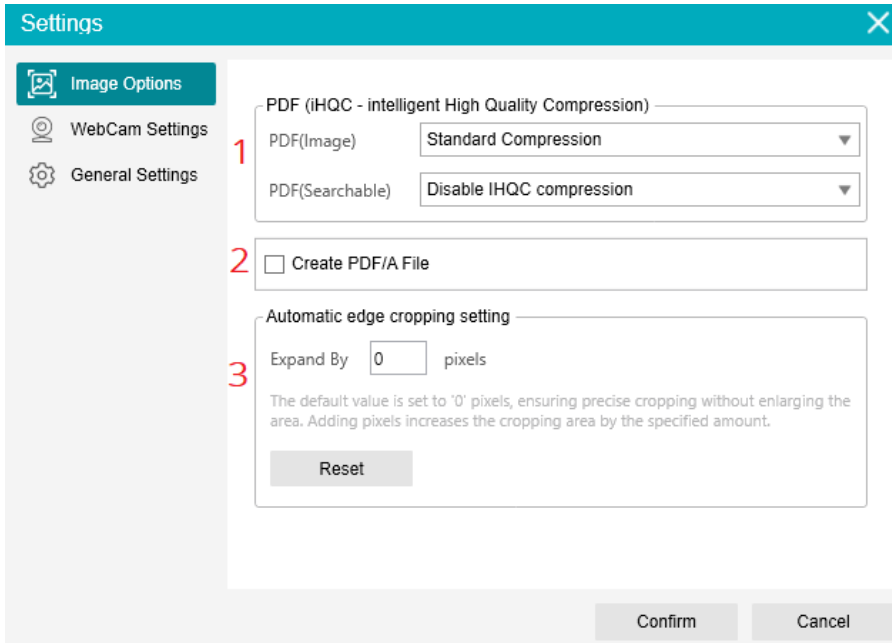 Settings
Image Options
WebCam Settings
General Settings
PDF (iHQC - intelligent High Quality Compression)
1
PDF(Image) Standard Compression
PDF(Searchable) Disable IHQC compression
2
Create PDF/A File
Automatic edge cropping setting
3
Expand By 0 pixels
The default value is set to '0' pixels, ensuring precise cropping without enlarging the
area. Adding pixels increases the cropping area by the specified amount.
Reset
Confirm Cancel